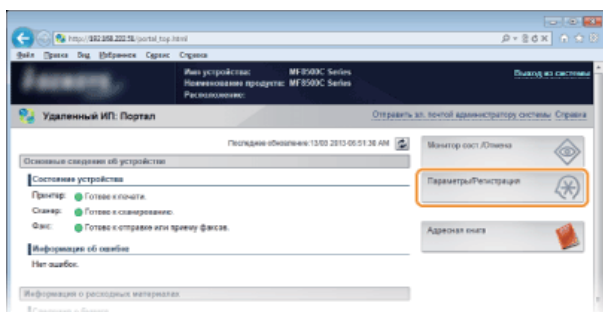 http://192.168.222.51/portal_top.html
Файл Правка Вид Избранное Сервис Справка
Имя устройства: MF8500C Series
Наименование продукта: MF8500C Series
Расположение:
Выход из системы
Удаленный ИП: Портал
Отправить эл. почтой администратору системы Справка
Последнее обновление: 13/03 2013 06:51:38 AM
Основные сведения об устройстве
Состояние устройства
Принтер: Готово к печати.
Сканер: Готово к сканированию.
Факс: Готово к отправке или приему факсов.
Информация об ошибке
Нет ошибок.
Информация о расходных материалах
Монитор сост./Отмена
Параметры/Регистрация
Адресная книга